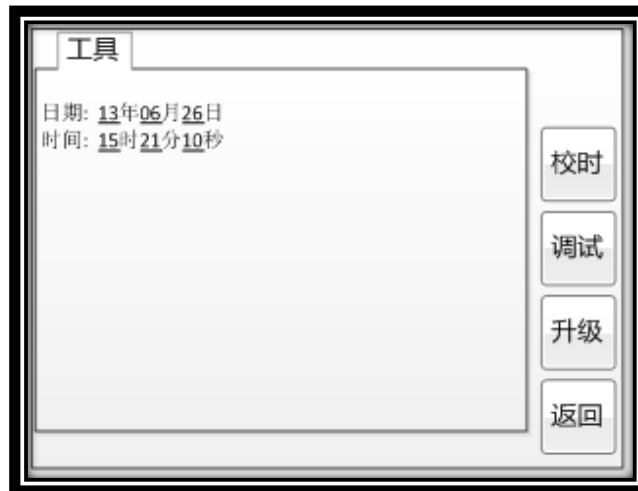 工具
日期: 13年06月26日
时间: 15时21分10秒
校时
调试
升级
返回